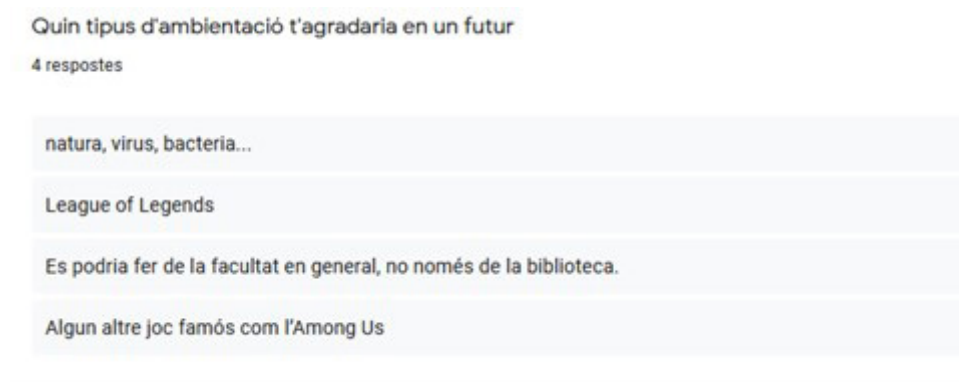 Quin tipus d'ambientació t'agradaria en un futur
4 respostes
natura, virus, bacteria...
League of Legends
Es podria fer de la facultat en general, no només de la biblioteca.
Algun altre joc famós com l'Among Us